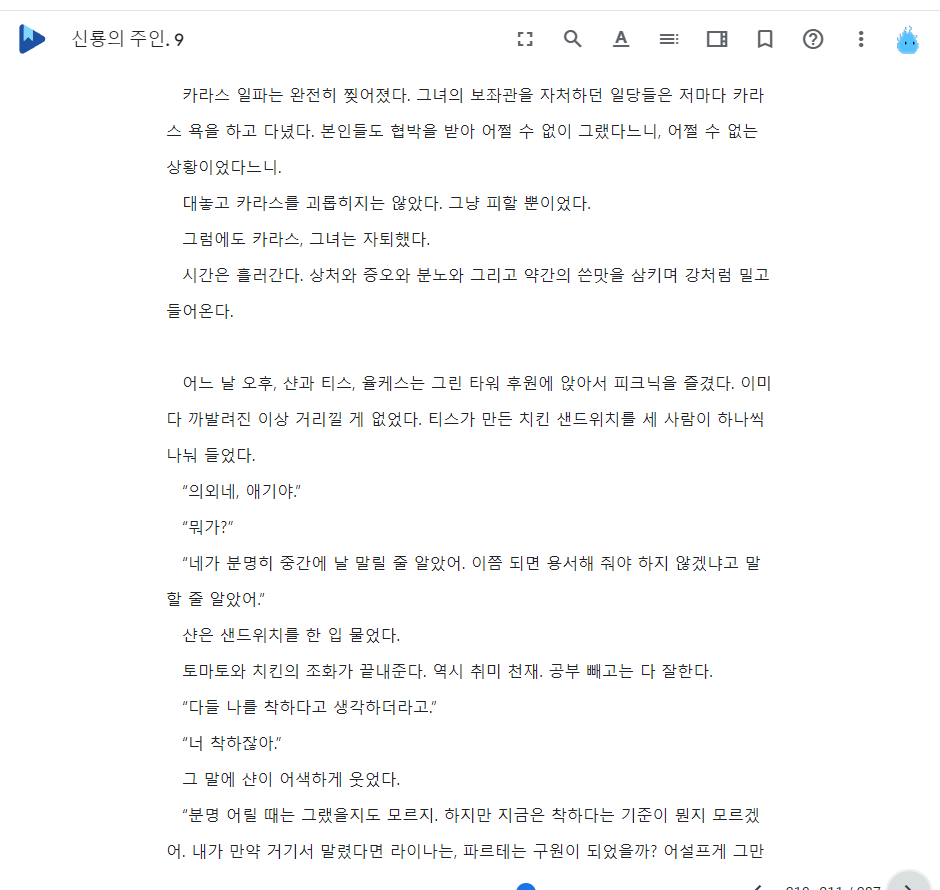 신룡의 주인. 9
카라스 일파는 완전히 찢어졌다. 그녀의 보좌관을 자처하던 일당들은 저마다 카라
스 욕을 하고 다녔다. 본인들도 협박을 받아 어쩔 수 없이 그랬다느니, 어쩔 수 없는
상황이었다느니.
대놓고 카라스를 괴롭히지는 않았다. 그냥 피할 뿐이었다.
그럼에도 카라스, 그녀는 자퇴했다.
시간은 흘러간다. 상처와 증오와 분노와 그리고 약간의 쓴맛을 삼키며 강처럼 밀고
들어온다.
어느 날 오후, 샨과 티스, 율케스는 그린 타워 후원에 앉아서 피크닉을 즐겼다. 이미
다 까발려진 이상 거리낄 게 없었다. 티스가 만든 치킨 샌드위치를 세 사람이 하나씩
나눠 들었다.
“의외네, 애기야.”
“뭐가?”
“네가 분명히 중간에 날 말릴 줄 알았어. 이쯤 되면 용서해 줘야 하지 않겠냐고 말
할 줄 알았어.”
샨은 샌드위치를 한 입 물었다.
토마토와 치킨의 조화가 끝내준다. 역시 취미 천재. 공부 빼고는 다 잘한다.
“다들 나를 착하다고 생각하더라고.”
“너 착하잖아.”
그 말에 샨이 어색하게 웃었다.
“분명 어릴 때는 그랬을지도 모르지. 하지만 지금은 착하다는 기준이 뭔지 모르겠
어. 내가 만약 거기서 말렸다면 라이나는, 파르테는 구원이 되었을까? 어설프게 그만